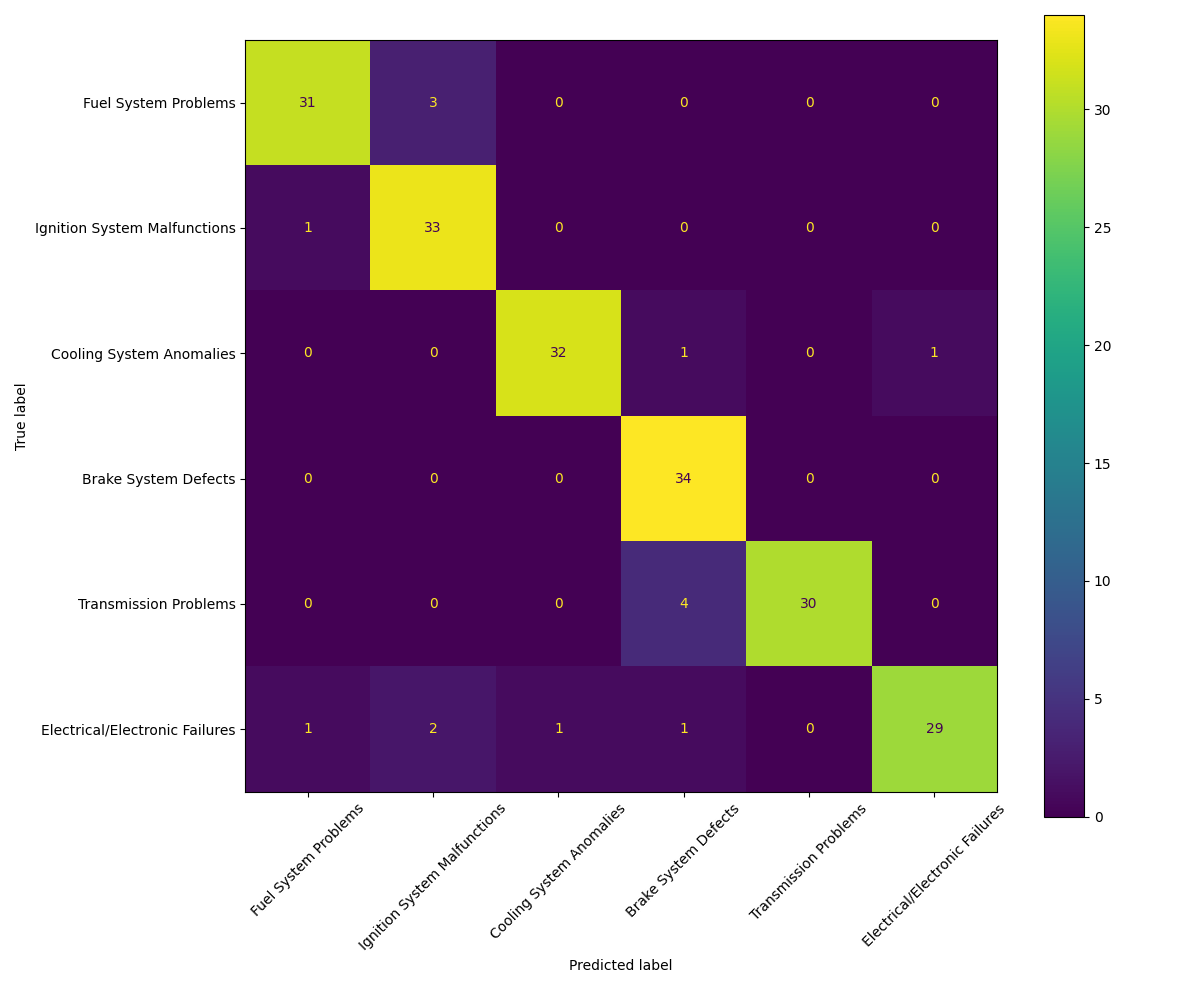 Fuel System Problems 31 3 0 0 0 0
Ignition System Malfunctions 1 33 0 0 0 0
Cooling System Anomalies 0 0 32 1 0 1
Brake System Defects 0 0 0 34 0 0
Transmission Problems 0 0 0 4 30 0
Electrical/Electronic Failures 1 2 1 1 0 29
True label
Fuel System Problems
Ignition System Malfunctions
Cooling System Anomalies
Brake System Defects
Transmission Problems
Electrical/Electronic Failures
Predicted label
30
25
20
15
10
5
0